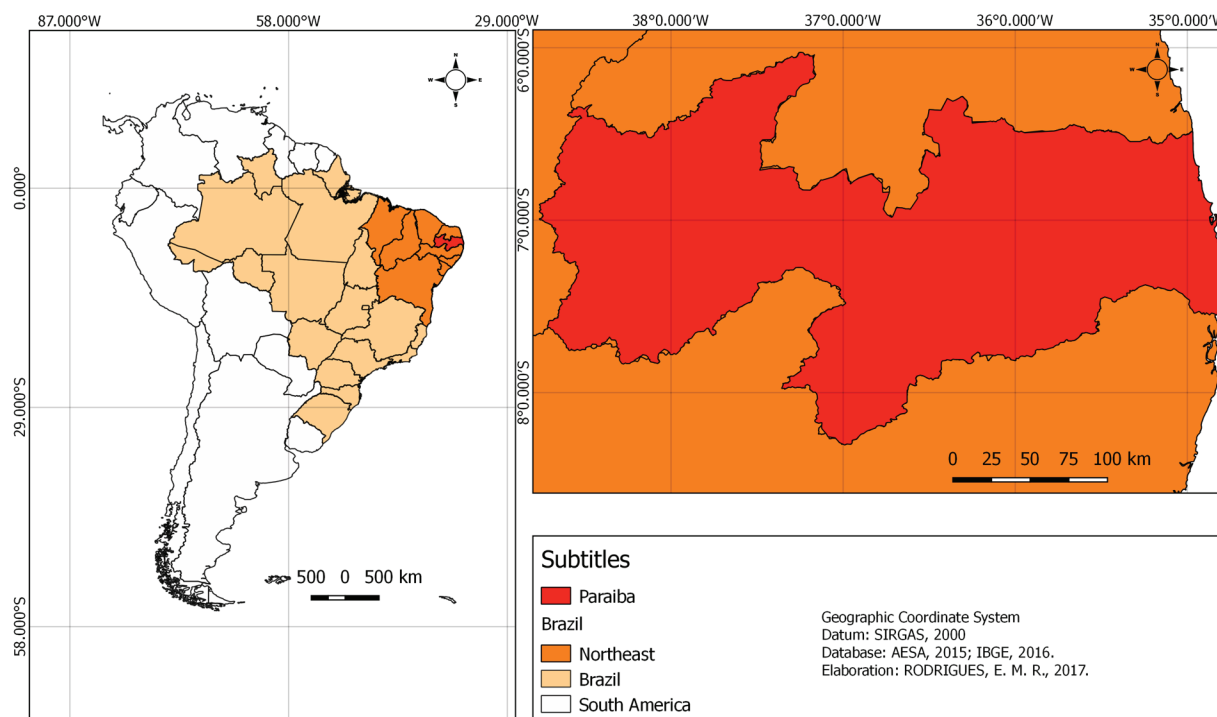 87.000°W 58.000°W 29.000°W
0.000°
29.000°S
58.000°S
N
W E
S
500 0 500 km
38°0.000'W 37°0.000'W 36°0.000'W 35°0.000'W
6°0.000'S
7°0.000'S
8°0.000'S
N
W E
S
0 25 50 75 100 km
Subtitles
Paraiba
Brazil
Northeast
Brazil
South America
Geographic Coordinate System
Datum: SIRGAS, 2000
Database: AESA, 2015; IBGE, 2016.
Elaboration: RODRIGUES, E. M. R., 2017.